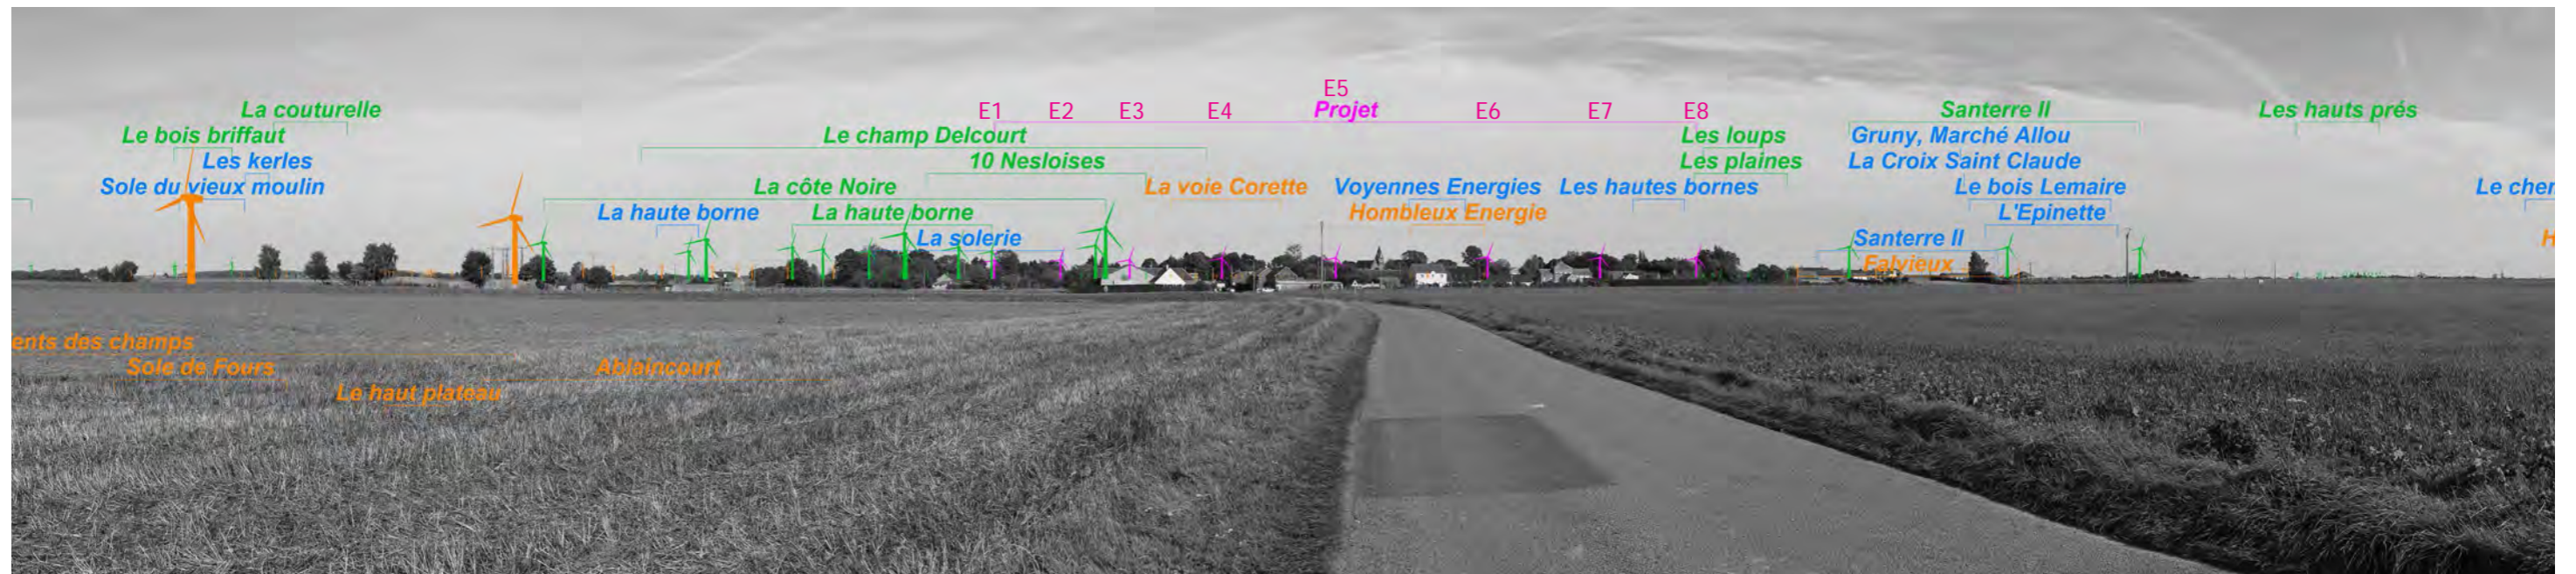 E5
La couturelle
E1 E2 E3 E4 Projet E6 E7 E8
Santerre II
Les hauts prés
Le bois briffaut
Le champ Delcourt
Les loups
Gruny, Marché Allou
Les kerles
10 Nesloises
Les plaines
La Croix Saint Claude
Sole du vieux moulin
La côte Noire
La voie Corette
Voyennes Energies
Les hautes bornes
Le bois Lemaire
Le cher
La haute borne
La haute borne
Hombleux Energie
L'Epinette
La solerie
Santerre II
H
Falvieux
ents des champs
Sole de Fours
Ablaincourt
Le haut plateau